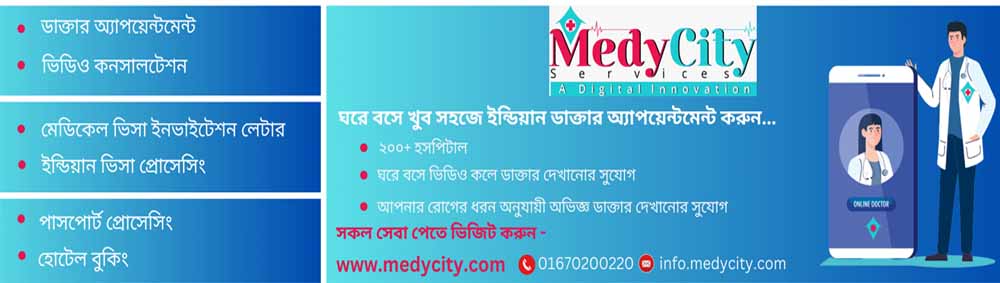 ডাক্তার অ্যাপয়েন্টমেন্ট
ভিডিও কনসালটেশন
মেডিকেল ভিসা ইনভাইটেশন লেটার
ইন্ডিয়ান ভিসা প্রোসেসিং
পাসপোর্ট প্রোসেসিং
হোটেল বুকিং
MedyCity
Services
A Digital Innovation
ঘরে বসে খুব সহজে ইন্ডিয়ান ডাক্তার অ্যাপয়েন্টমেন্ট করুন...
২০০+ হসপিটাল
ঘরে বসে ভিডিও কলে ডাক্তার দেখানোর সুযোগ
আপনার রোগের ধরন অনুযায়ী অভিজ্ঞ ডাক্তার দেখানোর সুযোগ
সকল সেবা পেতে ভিজিট করুন -
www.medycity.com 01670200220 info.medycity.com
ONLINE DOCTOR